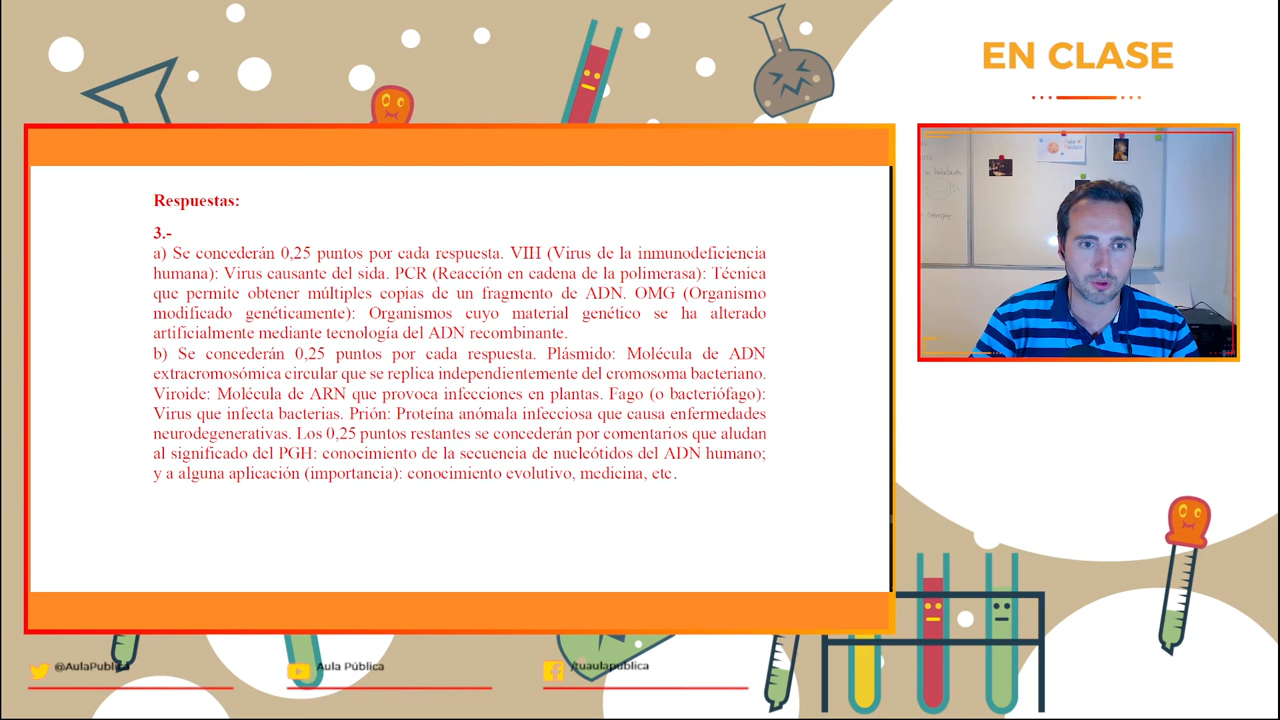 EN CLASE
Respuestas:
3.-
a) Se concederán 0,25 puntos por cada respuesta. VIH (Virus de la inmunodeficiencia
humana): Virus causante del sida. PCR (Reacción en cadena de la polimerasa): Técnica
que permite obtener múltiples copias de un fragmento de ADN. OMG (Organismo
modificado genéticamente): Organismos cuyo material genético se ha alterado
artificialmente mediante tecnología del ADN recombinante.
b) Se concederán 0,25 puntos por cada respuesta. Plásmido: Molécula de ADN
extracromosómica circular que se replica independientemente del cromosoma bacteriano.
Viroide: Molécula de ARN que provoca infecciones en plantas. Fago (o bacteriófago):
Virus que infecta bacterias. Prión: Proteína anómala infecciosa que causa enfermedades
neurodegenerativas. Los 0,25 puntos restantes se concederán por comentarios que aludan
al significado del PGH: conocimiento de la secuencia de nucleótidos del ADN humano;
y a alguna aplicación (importancia): conocimiento evolutivo, medicina, etc.
@AulaPublica
Aula Pública
/tuaulapublica